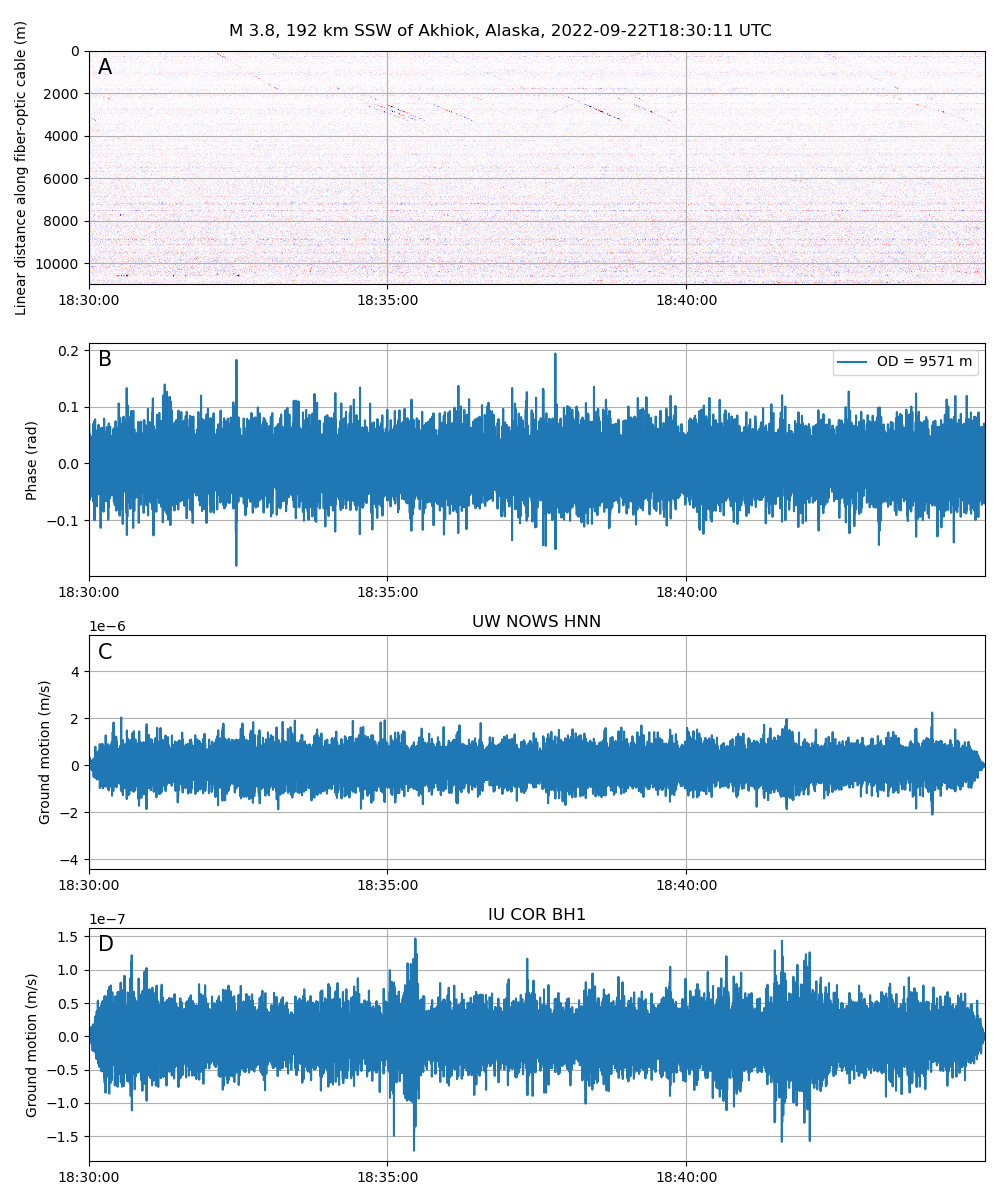 M 3.8, 192 km SSW of Akhiok, Alaska, 2022-09-22T18:30:11 UTC
A
Linear distance along fiber-optic cable (m)
0
2000
4000
6000
8000
10000
18:30:00 18:35:00 18:40:00
B
OD = 9571 m
Phase (rad)
0.2
0.1
0.0
−0.1
18:30:00 18:35:00 18:40:00
UW NOWS HNN
1e−6
C
Ground motion (m/s)
4
2
0
−2
−4
18:30:00 18:35:00 18:40:00
IU COR BH1
1e−7
D
Ground motion (m/s)
1.5
1.0
0.5
0.0
−0.5
−1.0
−1.5
18:30:00 18:35:00 18:40:00